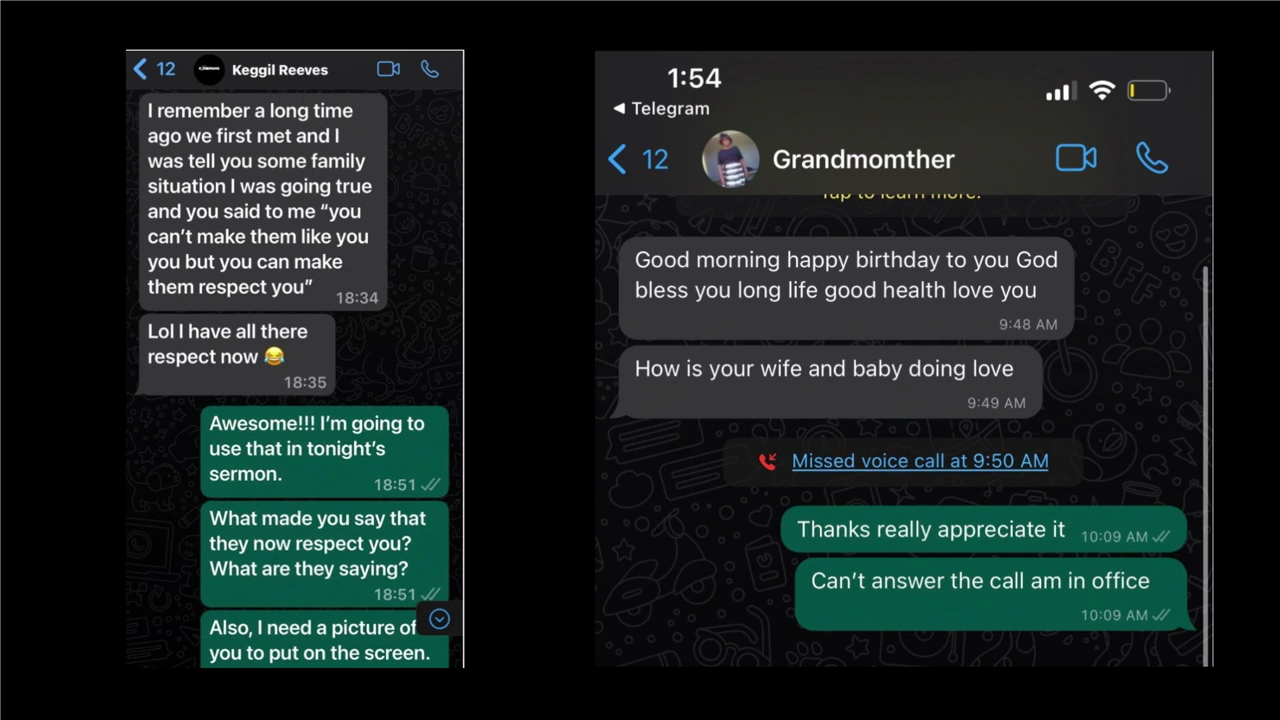 12
Keggil Reeves
I remember a long time
ago we first met and I
was tell you some family
situation I was going true
and you said to me “you
can’t make them like you
you but you can make
them respect you”
18:34
Lol I have all there
respect now 😂
18:35
Awesome!!! I’m going to
use that in tonight’s
sermon.
18:51
What made you say that
they now respect you?
What are they saying?
18:51
Also, I need a picture of
you to put on the screen.
1:54
◀ Telegram
12
Grandmomther
Tap to learn more.
Good morning happy birthday to you God
bless you long life good health love you
9:48 AM
How is your wife and baby doing love
9:49 AM
Missed voice call at 9:50 AM
Thanks really appreciate it 10:09 AM
Can’t answer the call am in office
10:09 AM